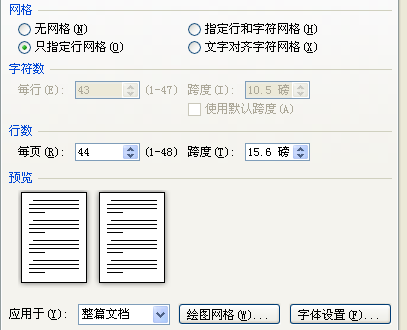 网格
无网格(N) 指定行和字符网格(H)
只指定行网格(O) 文字对齐字符网格(X)
字符数
每行(E): 43 (1-47) 跨度(I): 10.5 磅
使用默认跨度(A)
行数
每页(R): 44 (1-48) 跨度(T): 15.6 磅
预览
应用于(Y): 整篇文档 绘图网格(W)... 字体设置(F)...